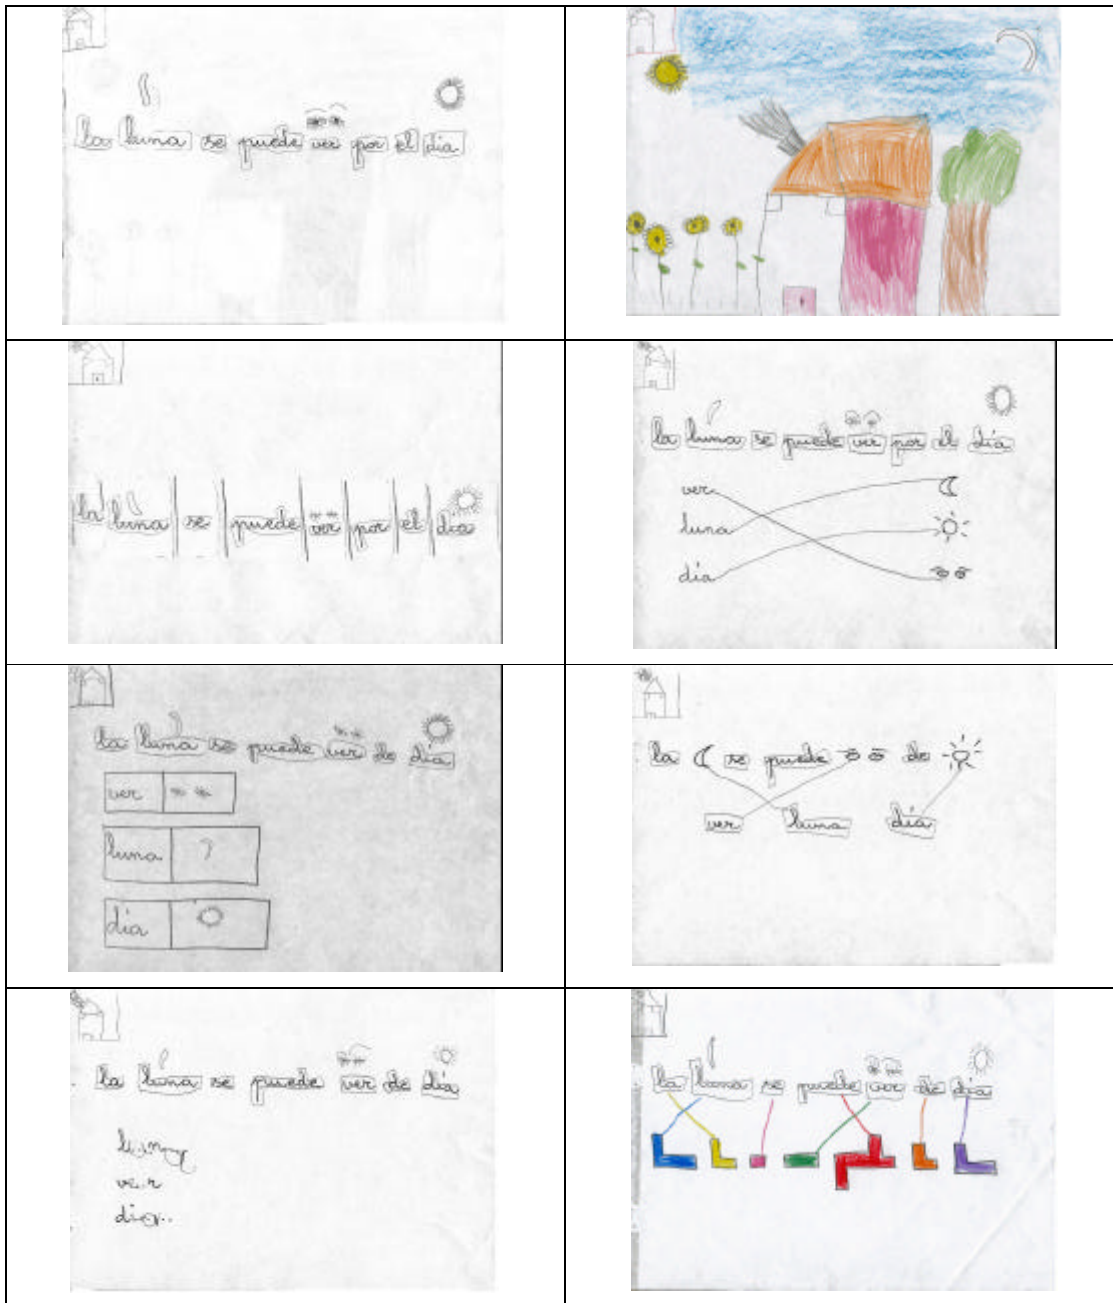 la luna se puede ver por el dia
la luna se puede ver por el día
la luna se puede ver por el día
ver
luna
día
la luna se puede ver de día
ver
luna
día
la se puede de
ver luna día
la luna se puede ver de día
luna
ver
día
la luna se puede ver de día